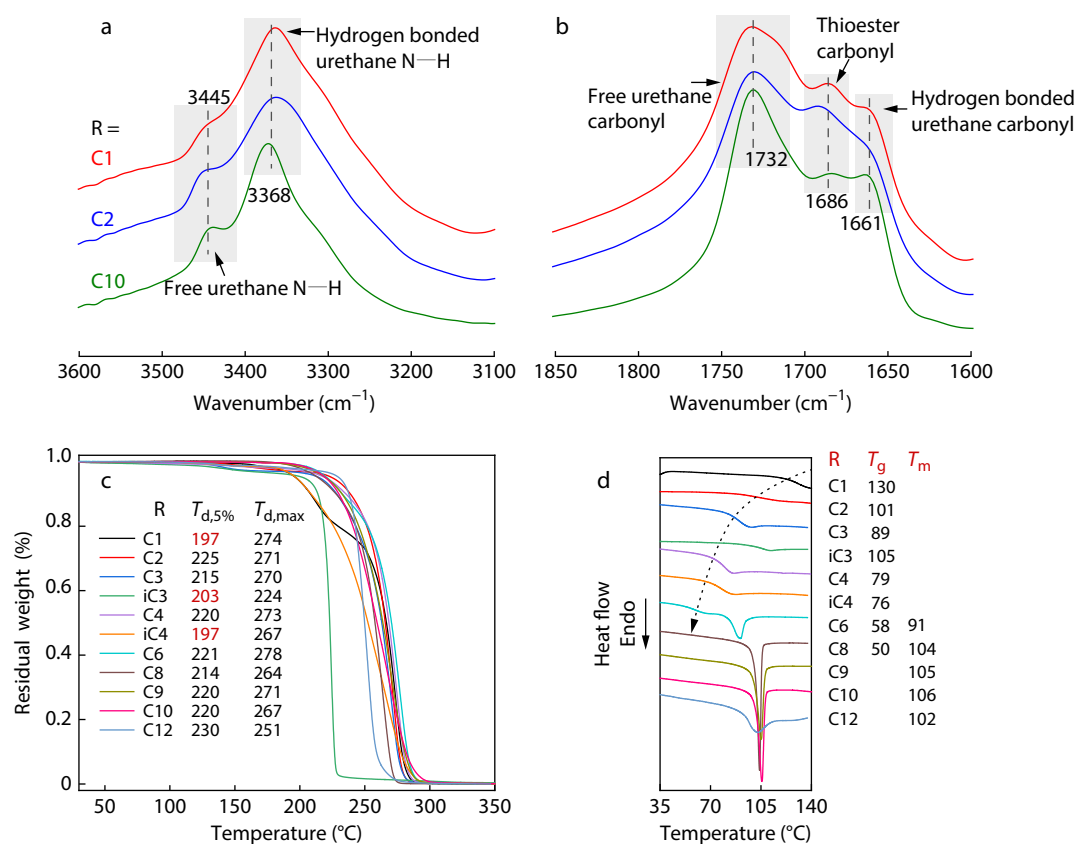 a
Hydrogen bonded
urethane N—H
3445
R =
C1
C2
C10
3368
Free urethane N—H
3600 3500 3400 3300 3200 3100
Wavenumber (cm−1)
b
Thioester
carbonyl
Free urethane
carbonyl
Hydrogen bonded
urethane carbonyl
1732
1686
1661
1850 1800 1750 1700 1650 1600
Wavenumber (cm−1)
c
R Td,5% Td,max
C1 197 274
C2 225 271
C3 215 270
iC3 203 224
C4 220 273
iC4 197 267
C6 221 278
C8 214 264
C9 220 271
C10 220 267
C12 230 251
1.0
0.8
0.6
0.4
0.2
0
Residual weight (%)
50 100 150 200 250 300 350
Temperature (°C)
d
R Tg Tm
C1 130
C2 101
C3 89
iC3 105
C4 79
iC4 76
C6 58 91
C8 50 104
C9 105
C10 106
C12 102
Heat flow
Endo
35 70 105 140
Temperature (°C)